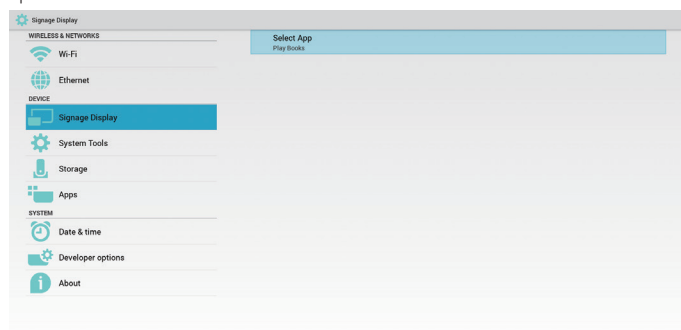 Signage Display
WIRELESS & NETWORKS
Wi-Fi
Ethernet
DEVICE
Signage Display
System Tools
Storage
Apps
SYSTEM
Date & time
Developer options
About
Select App
Play Books